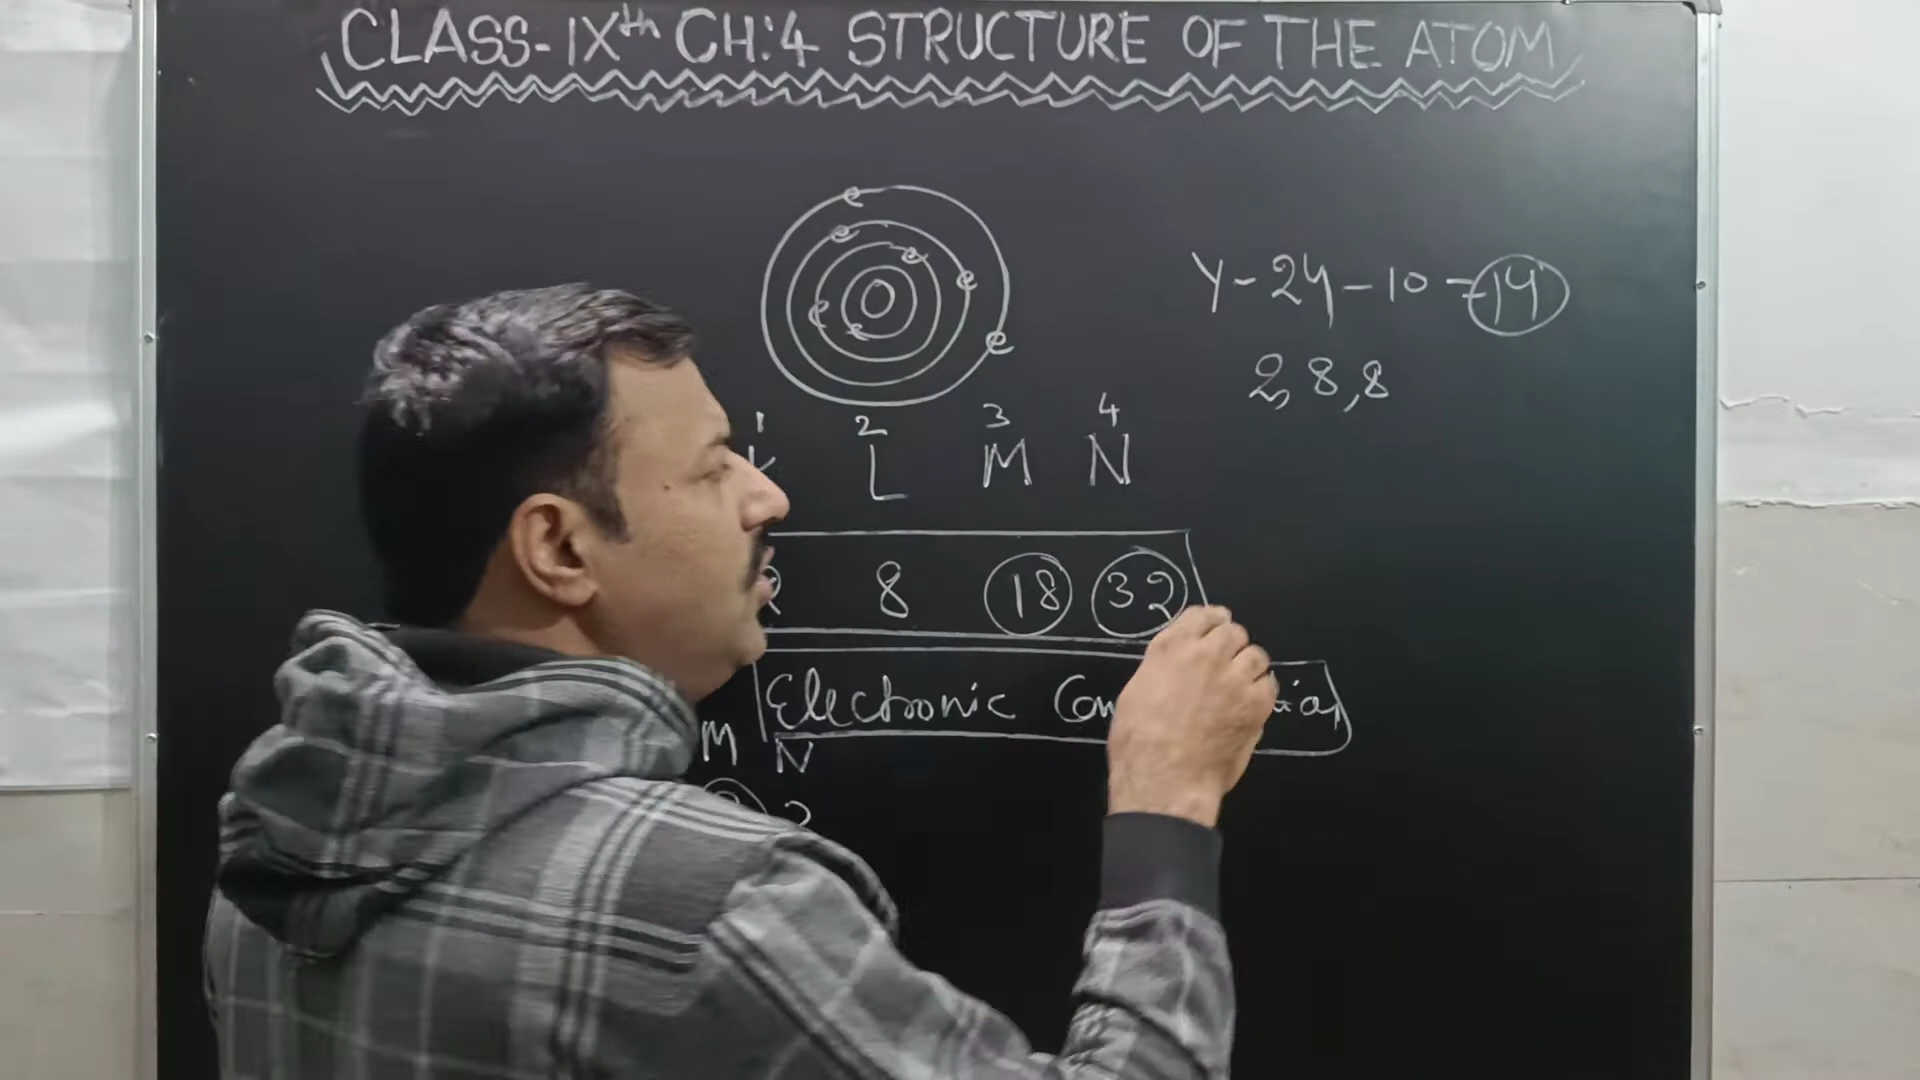 CLASS-IXth CH:4 STRUCTURE OF THE ATOM
e
e
e
e
e
e
e
Y-24-10=14
2,8,8
1 2 3 4
K L M N
2 8 18 32
Electronic
M N
2